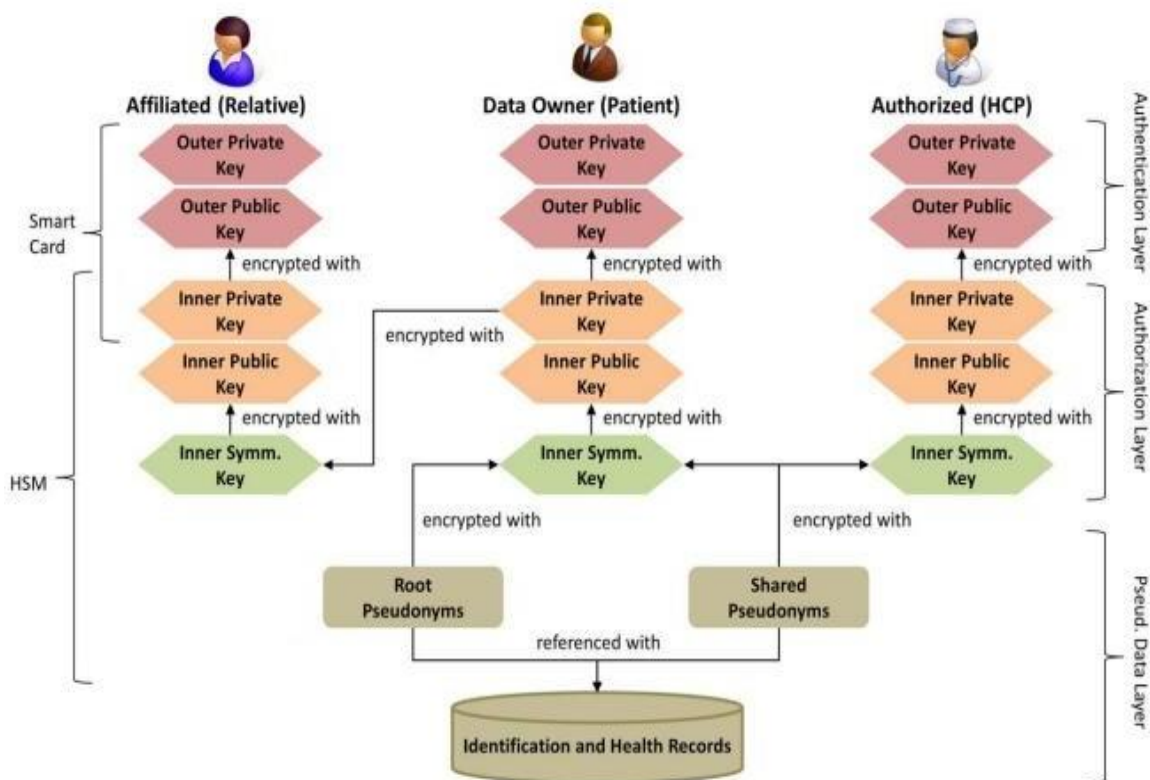 Affiliated (Relative)
Data Owner (Patient)
Authorized (HCP)
Outer Private
Key
Outer Private
Key
Outer Private
Key
Outer Public
Key
Outer Public
Key
Outer Public
Key
Smart
Card
Authentication Layer
encrypted with
encrypted with
encrypted with
Inner Private
Key
encrypted with
Inner Private
Key
Inner Private
Key
Inner Public
Key
Inner Public
Key
Inner Public
Key
Authorization Layer
encrypted with
encrypted with
encrypted with
Inner Symm.
Key
Inner Symm.
Key
Inner Symm.
Key
HSM
encrypted with
encrypted with
Root
Pseudonyms
Shared
Pseudonyms
referenced with
Pseud. Data Layer
Identification and Health Records